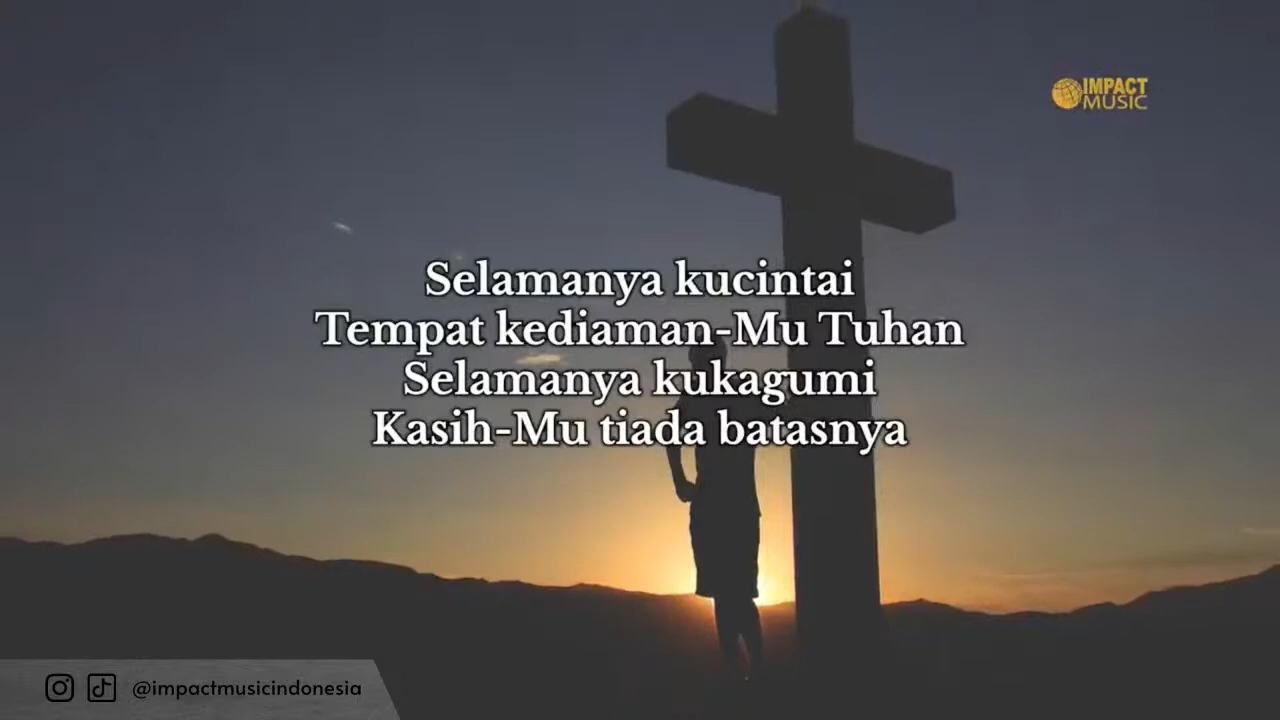 IMPACT
MUSIC
Selamanya kucintai
Tempat kediaman-Mu Tuhan
Selamanya kukagumi
Kasih-Mu tiada batasnya
@impactmusicindonesia